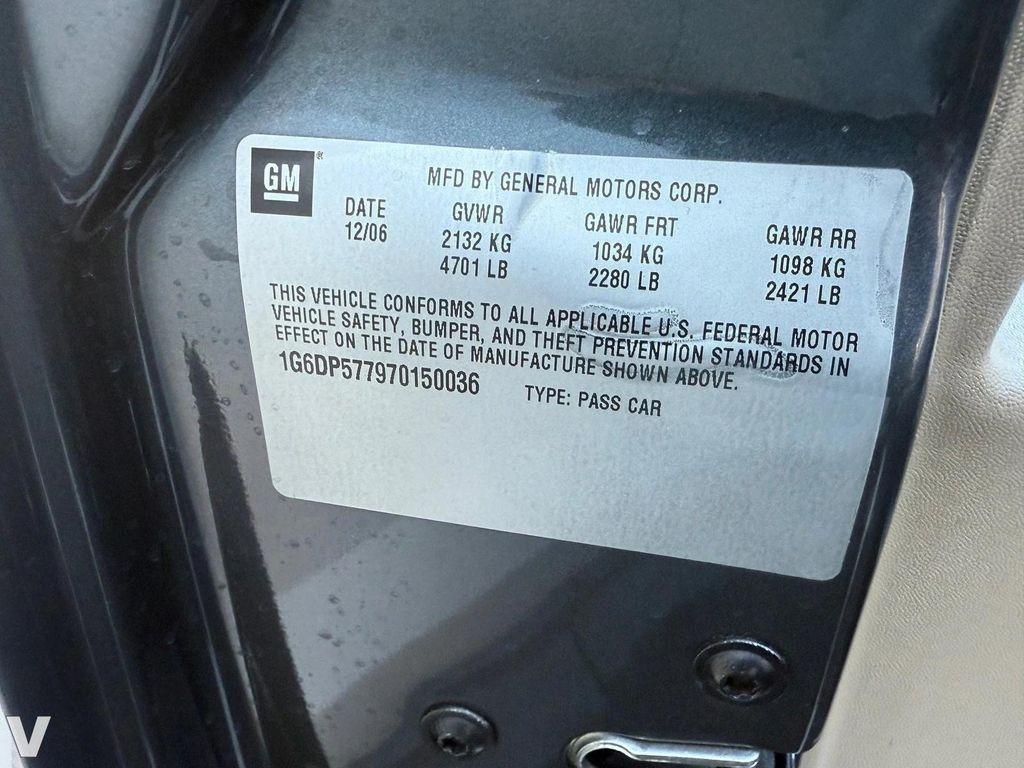 GM
MFD BY GENERAL MOTORS CORP.
DATE GVWR GAWR FRT GAWR RR
12/06 2132 KG 1034 KG 1098 KG
4701 LB 2280 LB 2421 LB
THIS VEHICLE CONFORMS TO ALL APPLICABLE U.S. FEDERAL MOTOR
VEHICLE SAFETY, BUMPER, AND THEFT PREVENTION STANDARDS IN
EFFECT ON THE DATE OF MANUFACTURE SHOWN ABOVE.
1G6DP577970150036 TYPE: PASS CAR
V